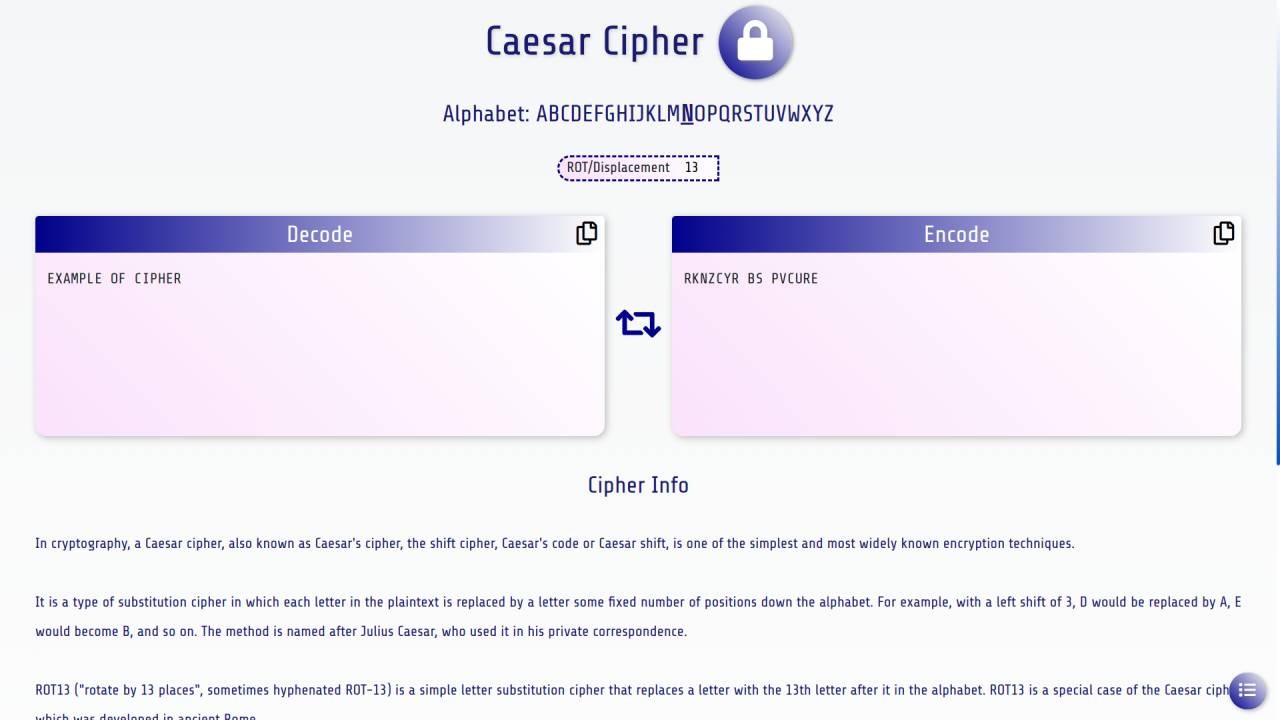 Caesar Cipher
Alphabet: ABCDEFGHIJKLMNOPQRSTUVWXYZ
ROT/Displacement 13
Decode
EXAMPLE OF CIPHER
Encode
RKNZCYR BS PVCURE
Cipher Info
In cryptography, a Caesar cipher, also known as Caesar's cipher, the shift cipher, Caesar's code or Caesar shift, is one of the simplest and most widely known encryption techniques.
It is a type of substitution cipher in which each letter in the plaintext is replaced by a letter some fixed number of positions down the alphabet. For example, with a left shift of 3, D would be replaced by A, E
would become B, and so on. The method is named after Julius Caesar, who used it in his private correspondence.
ROT13 ("rotate by 13 places", sometimes hyphenated ROT-13) is a simple letter substitution cipher that replaces a letter with the 13th letter after it in the alphabet. ROT13 is a special case of the Caesar ciph
which was developed in ancient Rome.